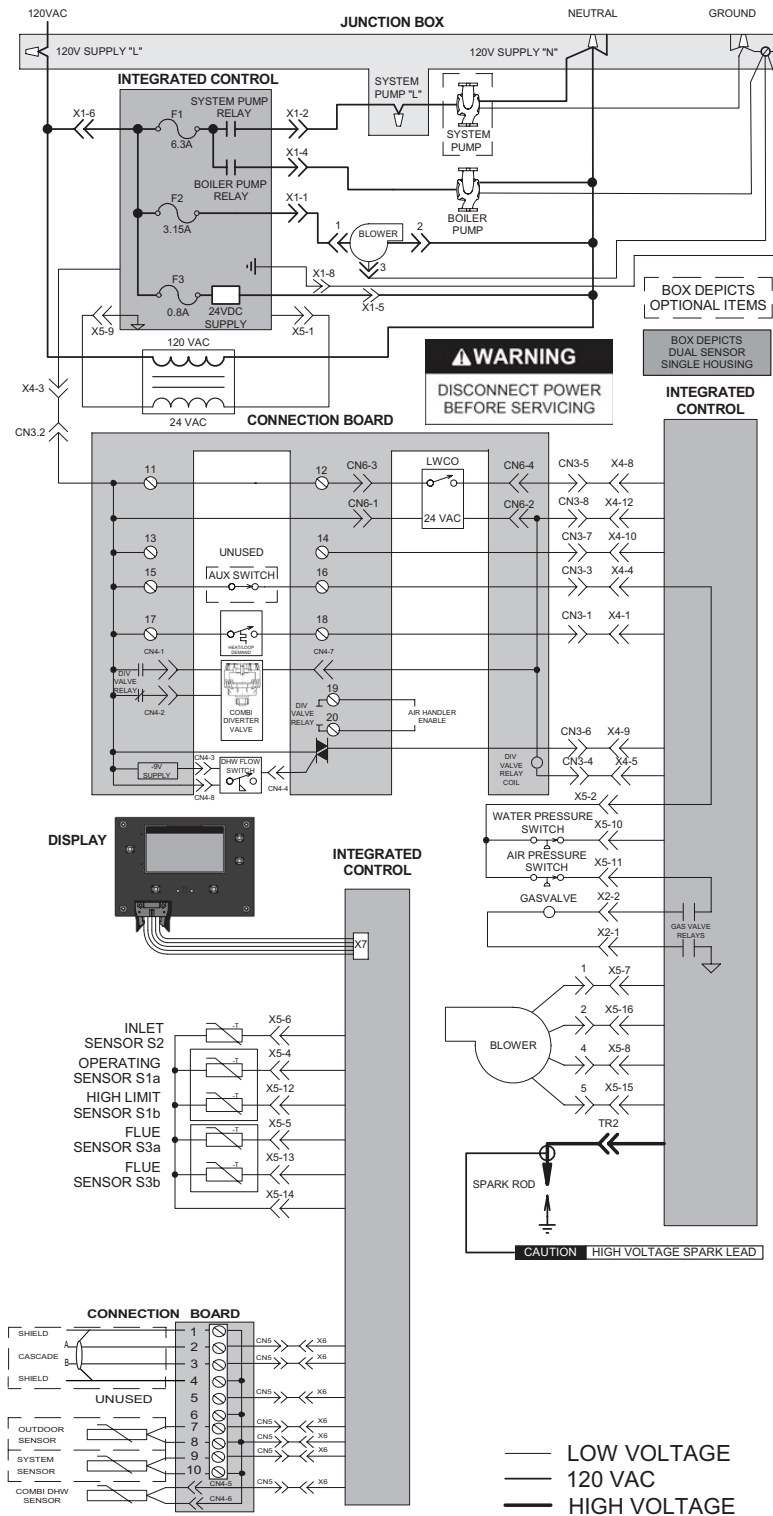 120VAC
JUNCTION BOX
NEUTRAL
GROUND
120V SUPPLY "L"
120V SUPPLY "N"
INTEGRATED CONTROL
SYSTEM
PUMP "L"
SYSTEM PUMP
RELAY
F1
6.3A
X1-6
X1-2
SYSTEM
PUMP
X1-4
BOILER PUMP
RELAY
BOILER
PUMP
F2
3.15A
X1-1
1
BLOWER
2
3
X1-8
F3
0.8A
24VDC
SUPPLY
X1-5
X5-9
X5-1
120 VAC
24 VAC
BOX DEPICTS
OPTIONAL ITEMS
BOX DEPICTS
DUAL SENSOR
SINGLE HOUSING
WARNING
DISCONNECT POWER
BEFORE SERVICING
X4-3
CN3.2
CONNECTION BOARD
INTEGRATED
CONTROL
11
12
CN6-3
LWCO
CN6-4
CN3-5
X4-8
CN6-1
24 VAC
CN6-2
CN3-8
X4-12
13
UNUSED
14
CN3-7
X4-10
15
AUX SWITCH
16
CN3-3
X4-4
17
HEAT/LOOP
DEMAND
18
CN3-1
X4-1
CN4-1
CN4-7
DIV
VALVE
RELAY
CN4-2
COMBI
DIVERTER
VALVE
DIV
VALVE
RELAY
19
20
AIR HANDLER
ENABLE
CN3-6
X4-9
-9V
SUPPLY
CN4-3
DHW FLOW
SWITCH
CN4-4
CN4-8
DIV
VALVE
RELAY
COIL
CN3-4
X4-5
X5-2
WATER PRESSURE
SWITCH
X5-10
AIR PRESSURE
SWITCH
X5-11
GASVALVE
X2-2
GAS VALVE
RELAYS
X2-1
DISPLAY
INTEGRATED
CONTROL
X7
1
X5-7
2
X5-16
BLOWER
4
X5-8
5
X5-15
TR2
SPARK ROD
CAUTION HIGH VOLTAGE SPARK LEAD
INLET
SENSOR S2
-T
X5-6
OPERATING
SENSOR S1a
-T
X5-4
HIGH LIMIT
SENSOR S1b
-T
X5-12
FLUE
SENSOR S3a
-T
X5-5
FLUE
SENSOR S3b
-T
X5-13
X5-14
CONNECTION BOARD
SHIELD
1
A
2
CN5
X6
CASCADE
B
3
CN5
X6
SHIELD
4
UNUSED
5
CN5
X6
6
OUTDOOR
SENSOR
7
CN5
X6
8
CN5
X6
SYSTEM
SENSOR
9
CN5
X6
10
COMBI DHW
SENSOR
CN4-5
CN5
X6
CN4-6
LOW VOLTAGE
120 VAC
HIGH VOLTAGE